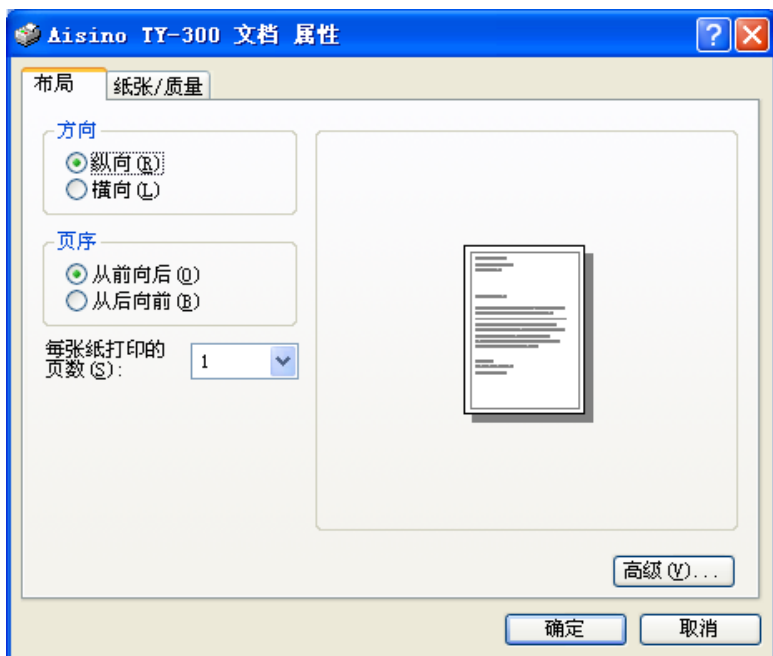 Aisino TY-300 文档 属性
布局
纸张/质量
方向
纵向(R)
横向(L)
页序
从前向后(O)
从后向前(B)
每张纸打印的
页数(S):
1
高级(V)...
确定
取消